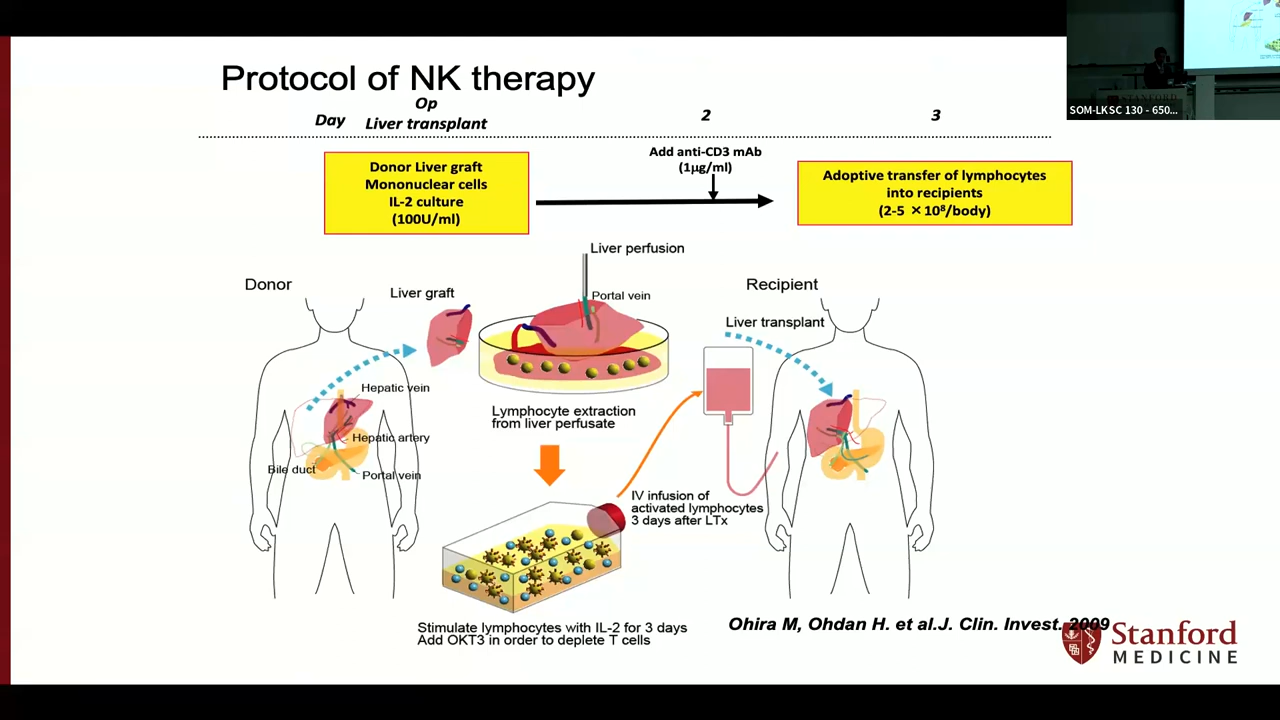 Protocol of NK therapy
Op
Day
Liver transplant
2
3
Donor Liver graft
Mononuclear cells
IL-2 culture
(100U/ml)
Add anti-CD3 mAb
(1μg/ml)
Adoptive transfer of lymphocytes
into recipients
(2-5 ×10⁸/body)
Liver perfusion
Portal vein
Donor
Liver graft
Recipient
Liver transplant
Hepatic vein
Hepatic artery
Bile duct
Portal vein
Lymphocyte extraction
from liver perfusate
IV infusion of
activated lymphocytes
3 days after LTx
Stimulate lymphocytes with IL-2 for 3 days
Add OKT3 in order to deplete T cells
Ohira M, Ohdan H. et al.J. Clin. Invest. 2009
Stanford
MEDICINE
STANFORD
SOM-LKSC 130 - 650...